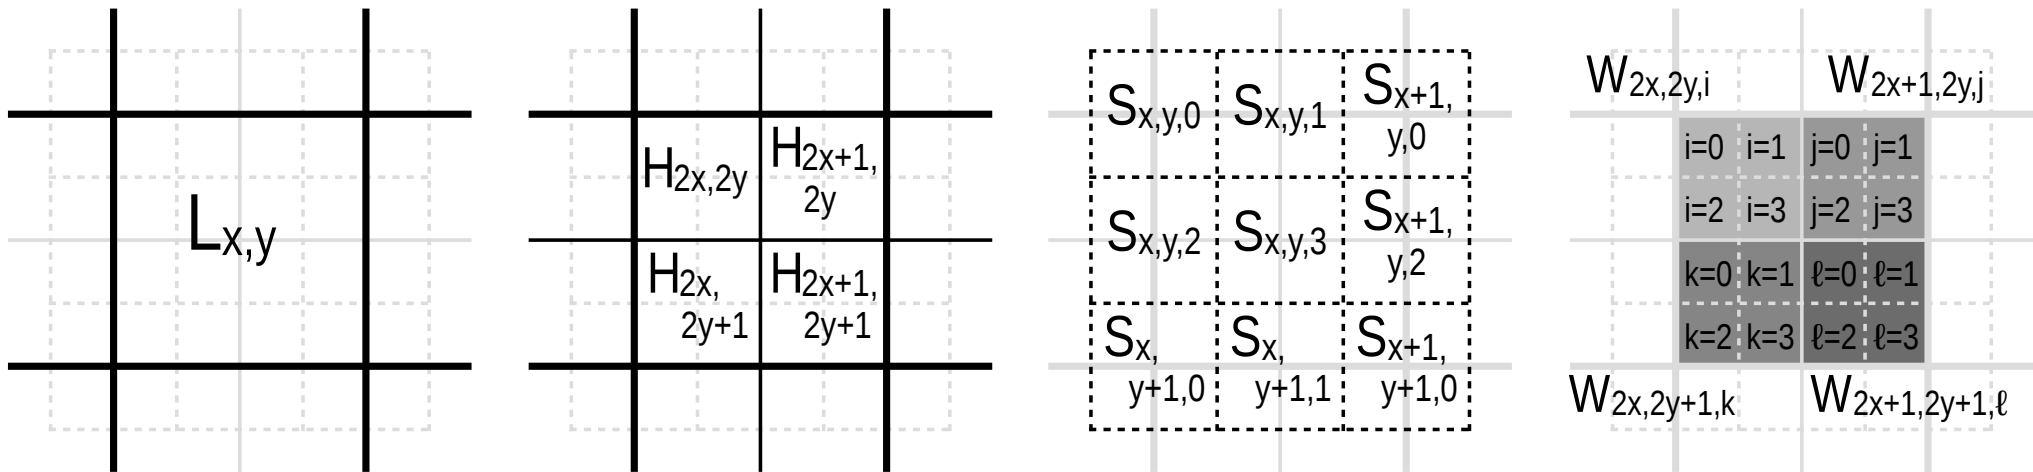 Lx,y
H2x,2y
H2x+1,
2y
H2x,
2y+1
H2x+1,
2y+1
Sx,y,0
Sx,y,1
Sx+1,
y,0
Sx,y,2
Sx,y,3
Sx+1,
y,2
Sx,
y+1,0
Sx,
y+1,1
Sx+1,
y+1,0
W2x,2y,i
W2x+1,2y,j
i=0 i=1 j=0 j=1
i=2 i=3 j=2 j=3
k=0 k=1 ℓ=0 ℓ=1
k=2 k=3 ℓ=2 ℓ=3
W2x,2y+1,k
W2x+1,2y+1,ℓ